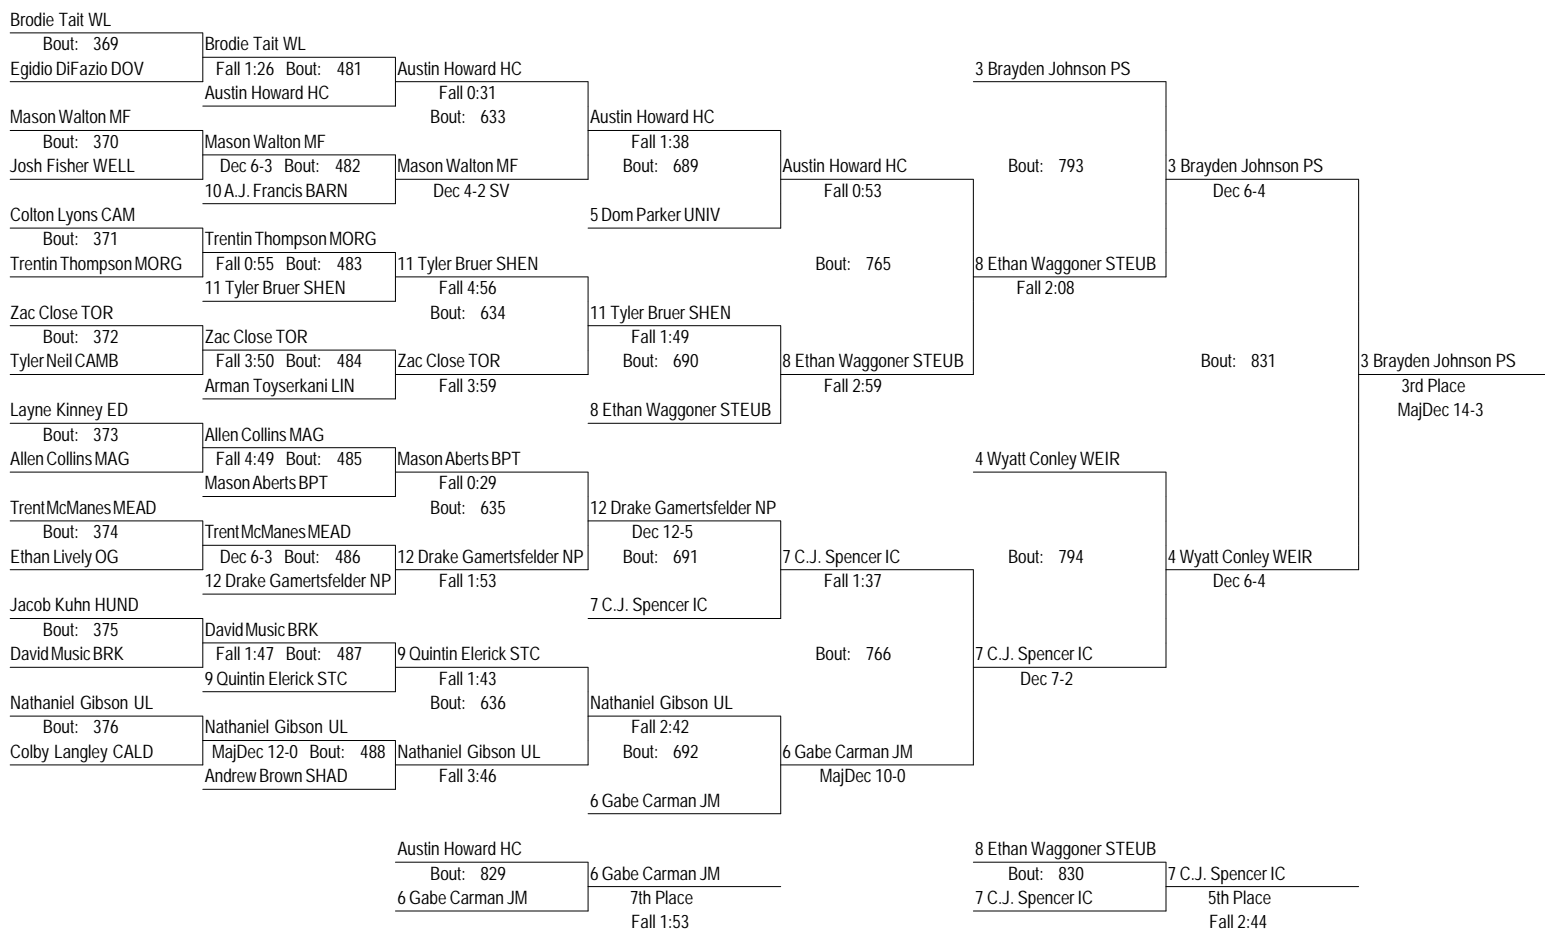 Brodie Tait WL
Bout: 369
Egidio DiFazio DOV
Mason Walton MF
Bout: 370
Josh Fisher WELL
Colton Lyons CAM
Bout: 371
Trentin Thompson MORG
Zac Close TOR
Bout: 372
Tyler Neil CAMB
Layne Kinney ED
Bout: 373
Allen Collins MAG
Trent McManes MEAD
Bout: 374
Ethan Lively OG
Jacob Kuhn HUND
Bout: 375
David Music BRK
Nathaniel Gibson UL
Bout: 376
Colby Langley CALD
Brodie Tait WL
Fall 1:26 Bout: 481
Austin Howard HC
Mason Walton MF
Dec 6-3 Bout: 482
10 A.J. Francis BARN
Trentin Thompson MORG
Fall 0:55 Bout: 483
11 Tyler Bruer SHEN
Zac Close TOR
Fall 3:50 Bout: 484
Arman Toyserkani LIN
Allen Collins MAG
Fall 4:49 Bout: 485
Mason Aberts BPT
Trent McManes MEAD
Dec 6-3 Bout: 486
12 Drake Gamertsfelder NP
David Music BRK
Fall 1:47 Bout: 487
9 Quintin Elerick STC
Nathaniel Gibson UL
MajDec 12-0 Bout: 488
Andrew Brown SHAD
Austin Howard HC
Fall 0:31
Bout: 633
Mason Walton MF
Dec 4-2 SV
11 Tyler Bruer SHEN
Fall 4:56
Bout: 634
Zac Close TOR
Fall 3:59
Mason Aberts BPT
Fall 0:29
Bout: 635
12 Drake Gamertsfelder NP
Fall 1:53
9 Quintin Elerick STC
Fall 1:43
Bout: 636
Nathaniel Gibson UL
Fall 3:46
Austin Howard HC
Fall 1:38
Bout: 689
5 Dom Parker UNIV
11 Tyler Bruer SHEN
Fall 1:49
Bout: 690
8 Ethan Waggoner STEUB
12 Drake Gamertsfelder NP
Dec 12-5
Bout: 691
7 C.J. Spencer IC
Nathaniel Gibson UL
Fall 2:42
Bout: 692
6 Gabe Carman JM
Austin Howard HC
Fall 0:53
Bout: 765
8 Ethan Waggoner STEUB
Fall 2:59
7 C.J. Spencer IC
Fall 1:37
Bout: 766
6 Gabe Carman JM
MajDec 10-0
3 Brayden Johnson PS
Bout: 793
8 Ethan Waggoner STEUB
Fall 2:08
4 Wyatt Conley WEIR
Bout: 794
7 C.J. Spencer IC
Dec 7-2
3 Brayden Johnson PS
Dec 6-4
Bout: 831
4 Wyatt Conley WEIR
Dec 6-4
3 Brayden Johnson PS
3rd Place
MajDec 14-3
Austin Howard HC
Bout: 829
6 Gabe Carman JM
6 Gabe Carman JM
7th Place
Fall 1:53
8 Ethan Waggoner STEUB
Bout: 830
7 C.J. Spencer IC
7 C.J. Spencer IC
5th Place
Fall 2:44